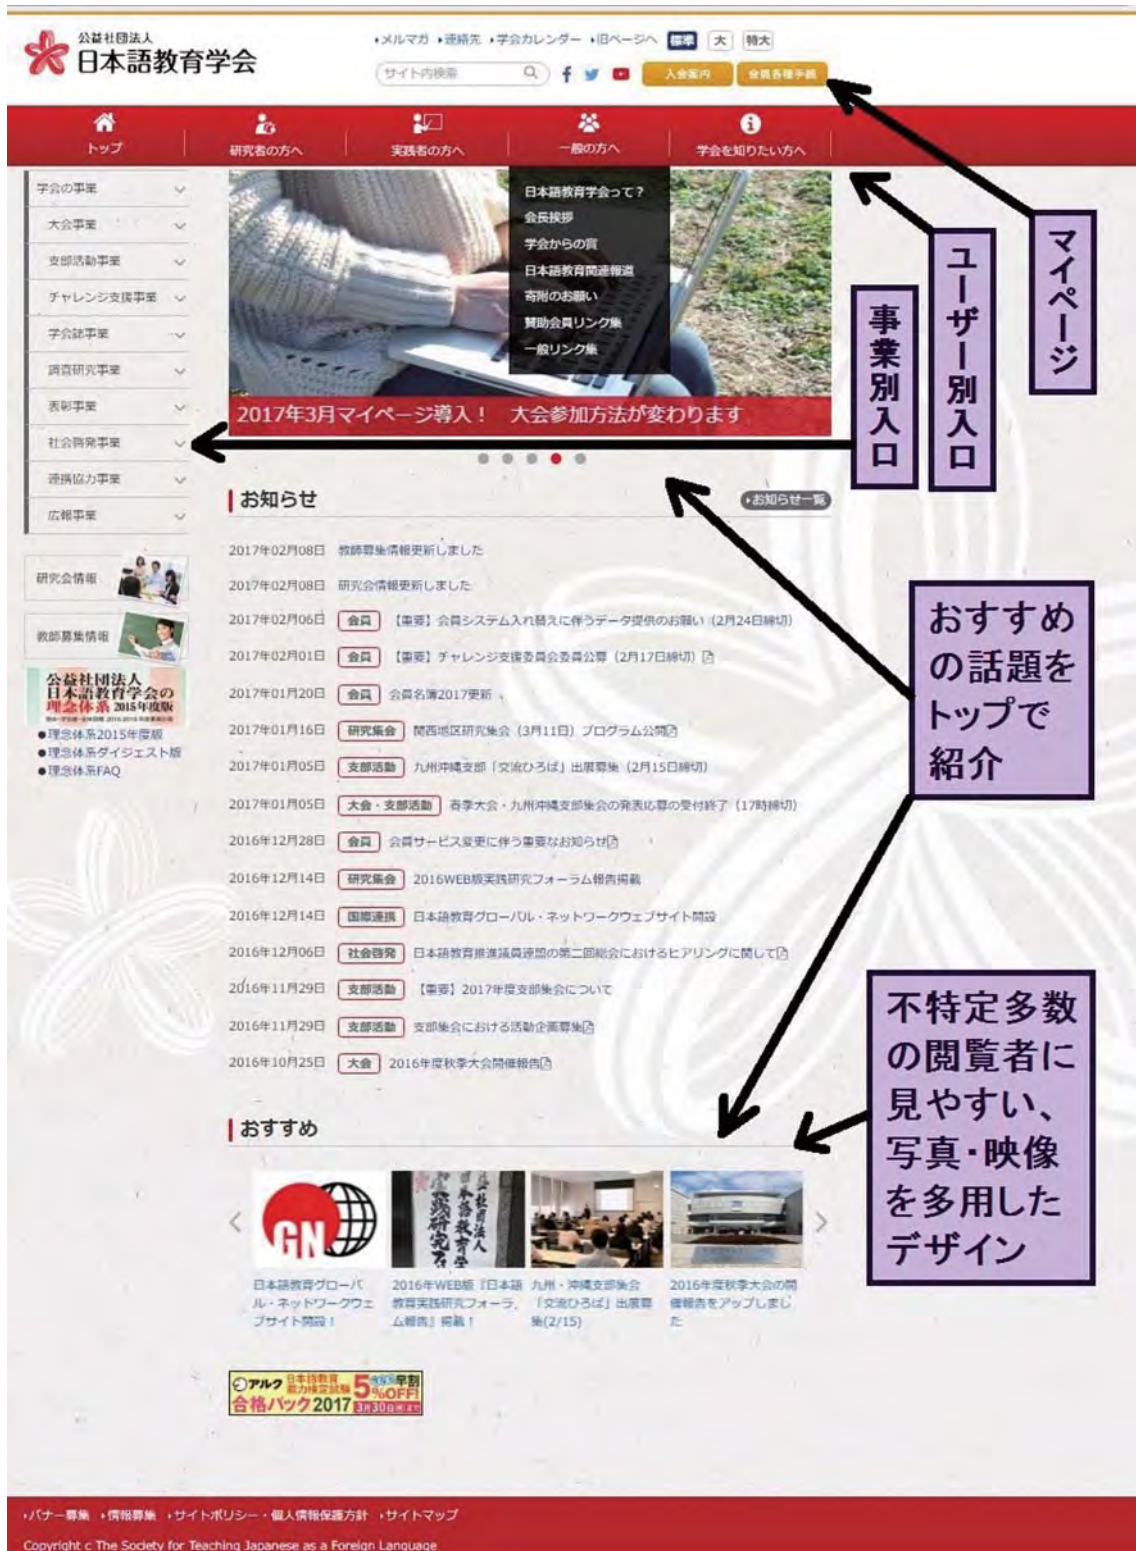 公益社団法人
日本語教育学会
メルマガ 連絡先 学会カレンダー 旧ページへ 標準 大 特大
サイト内検索 入会案内 会員各種手続
トップ 研究者の方へ 実践者の方へ 一般の方へ 学会を知りたい方へ
学会の事業
大会事業
支部活動事業
チャレンジ支援事業
学会誌事業
調査研究事業
表彰事業
社会啓発事業
連携協力事業
広報事業
日本語教育学会って?
会長挨拶
学会からの賞
日本語教育関連報道
寄附のお願い
賛助会員リンク集
一般リンク集
2017年3月マイページ導入! 大会参加方法が変わります
マイページ
ユーザー別入口
事業別入口
研究会情報
教師募集情報
公益社団法人
日本語教育学会の
理念体系 2015年度版
●理念体系2015年度版
●理念体系ダイジェスト版
●理念体系FAQ
お知らせ
お知らせ一覧
2017年02月08日 教師募集情報更新しました
2017年02月08日 研究会情報更新しました
2017年02月06日 会員 【重要】会員システム入れ替えに伴うデータ提供のお願い(2月24日締切)
2017年02月01日 会員 【重要】チャレンジ支援委員会委員公募(2月17日締切)
2017年01月20日 会員 会員名簿2017更新
2017年01月16日 研究集会 関西地区研究集会(3月11日)プログラム公開
2017年01月05日 支部活動 九州沖縄支部「交流ひろば」出展募集(2月15日締切)
2017年01月05日 大会・支部活動 春季大会・九州沖縄支部集会の発表応募の受付終了(17時締切)
2016年12月28日 会員 会員サービス変更に伴う重要なお知らせ
2016年12月14日 研究集会 2016WEB版実践研究フォーラム報告掲載
2016年12月14日 国際連携 日本語教育グローバル・ネットワークウェブサイト開設
2016年12月06日 社会啓発 日本語教育推進議員連盟の第二回総会におけるヒアリングに関して
2016年11月29日 支部活動 【重要】2017年度支部集会について
2016年11月29日 支部活動 支部集会における活動企画募集
2016年10月25日 大会 2016年度秋季大会開催報告
おすすめ
の話題を
トップで
紹介
不特定多数
の閲覧者に
見やすい、
写真・映像
を多用した
デザイン
おすすめ
GN
日本語教育グローバ
ル・ネットワークウェ
ブサイト開設!
2016年WEB版『日本語
教育実践研究フォーラ
ム報告』掲載!
九州・沖縄支部集会
「交流ひろば」出展募
集(2/15)
2016年度秋季大会の開
催報告をアップしまし
た
アルク 日本語教育能力検定試験
合格パック2017
5%OFF!
3月30日
バナー募集 情報募集 サイトポリシー・個人情報保護方針 サイトマップ
Copyright c The Society for Teaching Japanese as a Foreign Language